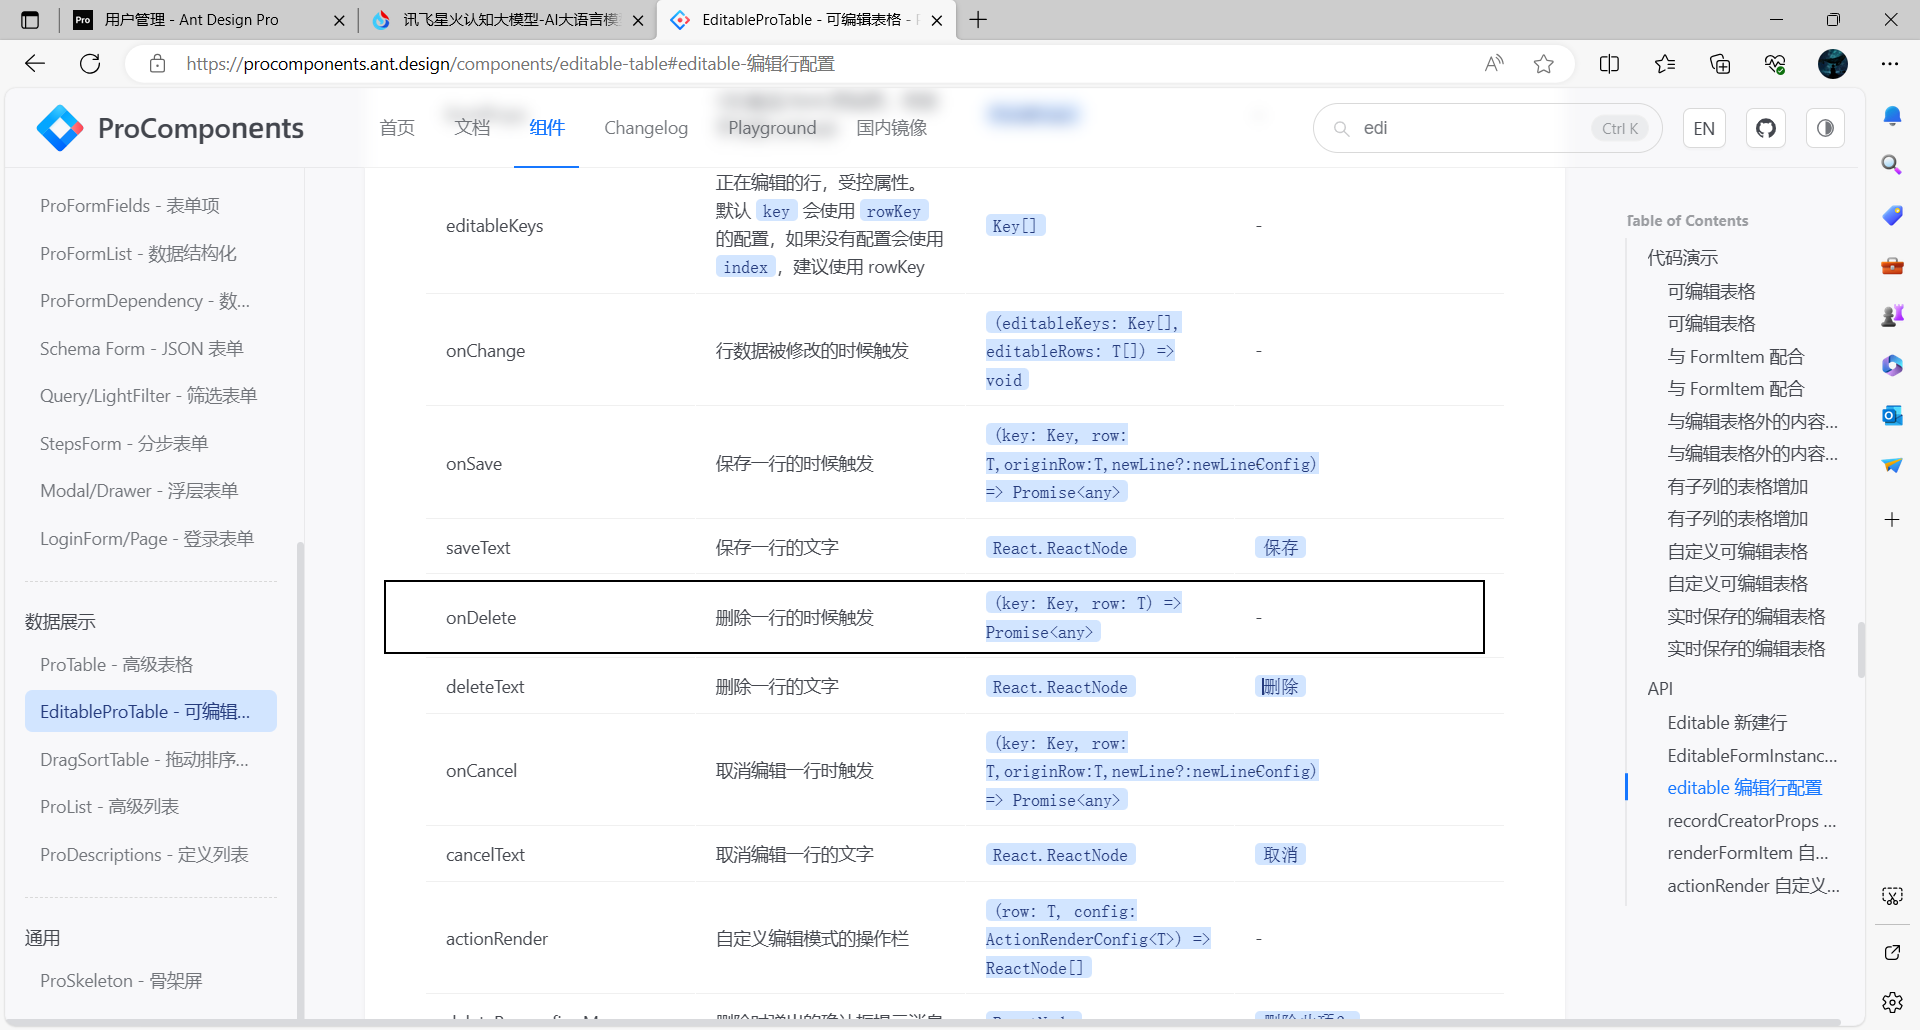 用户管理 - Ant Design Pro
讯飞星火认知大模型-AI大语言模
EditableProTable - 可编辑表格 -
https://procomponents.ant.design/components/editable-table#editable-编辑行配置
ProComponents
首页
文档
组件
Changelog
Playground
国内镜像
edi
Ctrl K
EN
ProFormFields - 表单项
ProFormList - 数据结构化
ProFormDependency - 数...
Schema Form - JSON 表单
Query/LightFilter - 筛选表单
StepsForm - 分步表单
Modal/Drawer - 浮层表单
LoginForm/Page - 登录表单
数据展示
ProTable - 高级表格
EditableProTable - 可编辑...
DragSortTable - 拖动排序...
ProList - 高级列表
ProDescriptions - 定义列表
通用
ProSkeleton - 骨架屏
editableKeys
正在编辑的行，受控属性。
默认 key 会使用 rowKey
的配置，如果没有配置会使用
index，建议使用 rowKey
Key[]
-
onChange
行数据被修改的时候触发
(editableKeys: Key[],
editableRows: T[]) =>
void
-
onSave
保存一行的时候触发
(key: Key, row:
T,originRow:T,newLine?:newLineConfig)
=> Promise<any>
-
saveText
保存一行的文字
React.ReactNode
保存
onDelete
删除一行的时候触发
(key: Key, row: T) =>
Promise<any>
-
deleteText
删除一行的文字
React.ReactNode
删除
onCancel
取消编辑一行时触发
(key: Key, row:
T,originRow:T,newLine?:newLineConfig)
=> Promise<any>
-
cancelText
取消编辑一行的文字
React.ReactNode
取消
actionRender
自定义编辑模式的操作栏
(row: T, config:
ActionRenderConfig<T>) =>
ReactNode[]
-
Table of Contents
代码演示
可编辑表格
可编辑表格
与 FormItem 配合
与 FormItem 配合
与编辑表格外的内容...
与编辑表格外的内容...
有子列的表格增加
有子列的表格增加
自定义可编辑表格
自定义可编辑表格
实时保存的编辑表格
实时保存的编辑表格
API
Editable 新建行
EditableFormInstanc...
editable 编辑行配置
recordCreatorProps ...
renderFormItem 自...
actionRender 自定义...